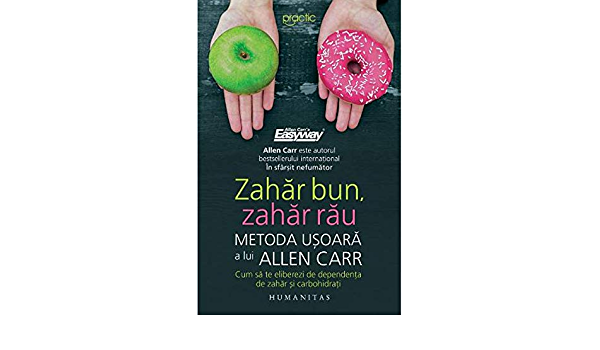 practic
Allen Carr's
Easyway®
Allen Carr este autorul
bestsellerului internațional
În sfârșit nefumător
Zahăr bun,
zahăr rău
METODA UȘOARĂ
a lui ALLEN CARR
Cum să te eliberezi de dependența
de zahăr și carbohidrați
HUMANITAS